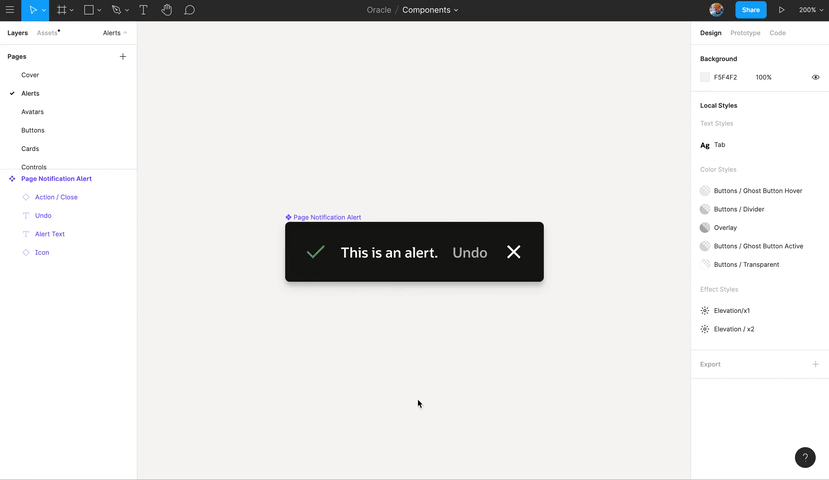 Oracle / Components
Share
200%
Layers
Assets
Alerts
Pages
Cover
Alerts
Avatars
Buttons
Cards
Controls
Page Notification Alert
Action / Close
Undo
Alert Text
Icon
Page Notification Alert
This is an alert.
Undo
Design
Prototype
Code
Background
F5F4F2
100%
Local Styles
Text Styles
Ag Tab
Color Styles
Buttons / Ghost Button Hover
Buttons / Divider
Overlay
Buttons / Ghost Button Active
Buttons / Transparent
Effect Styles
Elevation/x1
Elevation / x2
Export
?